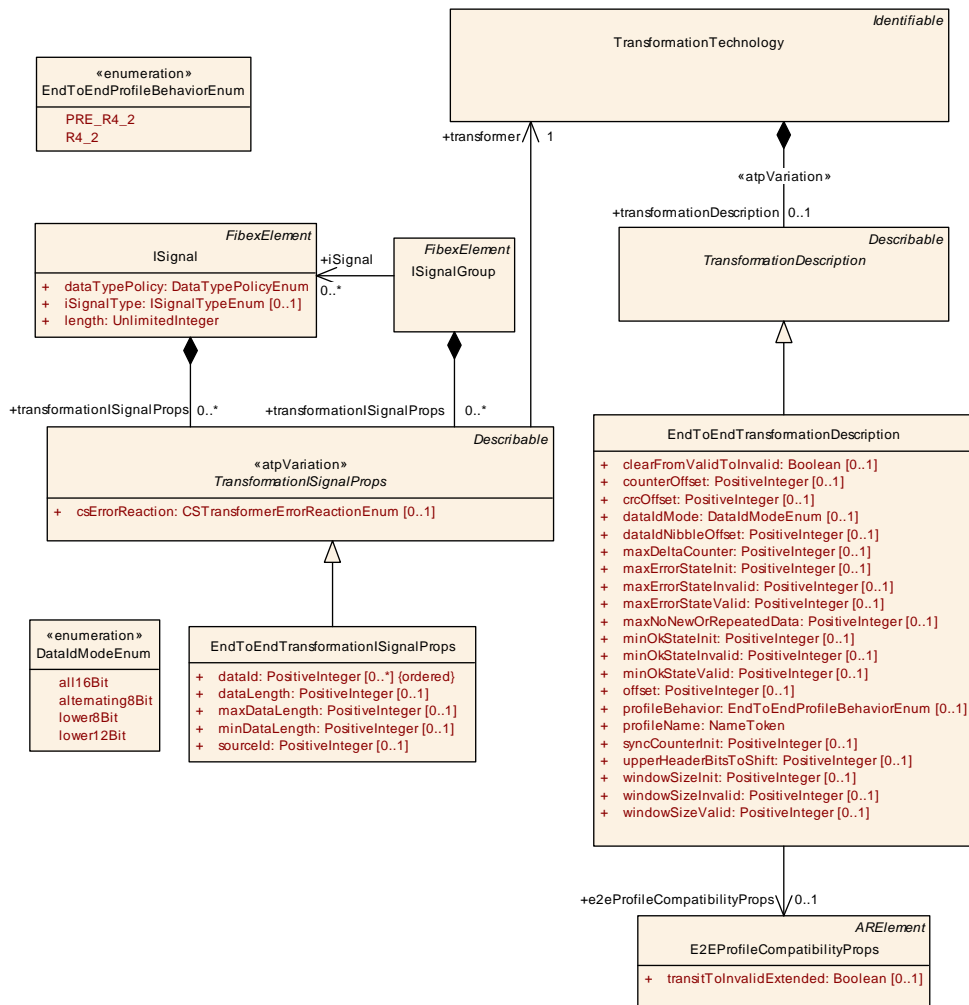 Identifiable
TransformationTechnology
«enumeration»
EndToEndProfileBehaviorEnum
PRE_R4_2
R4_2
+transformer 1
«atpVariation»
+transformationDescription 0..1
FibexElement
ISignal
+ dataTypePolicy: DataTypePolicyEnum
+ iSignalType: ISignalTypeEnum [0..1]
+ length: UnlimitedInteger
+iSignal
0..*
FibexElement
ISignalGroup
Describable
TransformationDescription
+transformationISignalProps 0..*
+transformationISignalProps 0..*
Describable
«atpVariation»
TransformationISignalProps
+ csErrorReaction: CSTransformerErrorReactionEnum [0..1]
EndToEndTransformationDescription
+ clearFromValidToInvalid: Boolean [0..1]
+ counterOffset: PositiveInteger [0..1]
+ crcOffset: PositiveInteger [0..1]
+ dataIdMode: DataIdModeEnum [0..1]
+ dataIdNibbleOffset: PositiveInteger [0..1]
+ maxDeltaCounter: PositiveInteger [0..1]
+ maxErrorStateInit: PositiveInteger [0..1]
+ maxErrorStateInvalid: PositiveInteger [0..1]
+ maxErrorStateValid: PositiveInteger [0..1]
+ maxNoNewOrRepeatedData: PositiveInteger [0..1]
+ minOkStateInit: PositiveInteger [0..1]
+ minOkStateInvalid: PositiveInteger [0..1]
+ minOkStateValid: PositiveInteger [0..1]
+ offset: PositiveInteger [0..1]
+ profileBehavior: EndToEndProfileBehaviorEnum [0..1]
+ profileName: NameToken
+ syncCounterInit: PositiveInteger [0..1]
+ upperHeaderBitsToShift: PositiveInteger [0..1]
+ windowSizeInit: PositiveInteger [0..1]
+ windowSizeInvalid: PositiveInteger [0..1]
+ windowSizeValid: PositiveInteger [0..1]
«enumeration»
DataIdModeEnum
all16Bit
alternating8Bit
lower8Bit
lower12Bit
EndToEndTransformationISignalProps
+ dataId: PositiveInteger [0..*] {ordered}
+ dataLength: PositiveInteger [0..1]
+ maxDataLength: PositiveInteger [0..1]
+ minDataLength: PositiveInteger [0..1]
+ sourceId: PositiveInteger [0..1]
+e2eProfileCompatibilityProps 0..1
ARElement
E2EProfileCompatibilityProps
+ transitToInvalidExtended: Boolean [0..1]